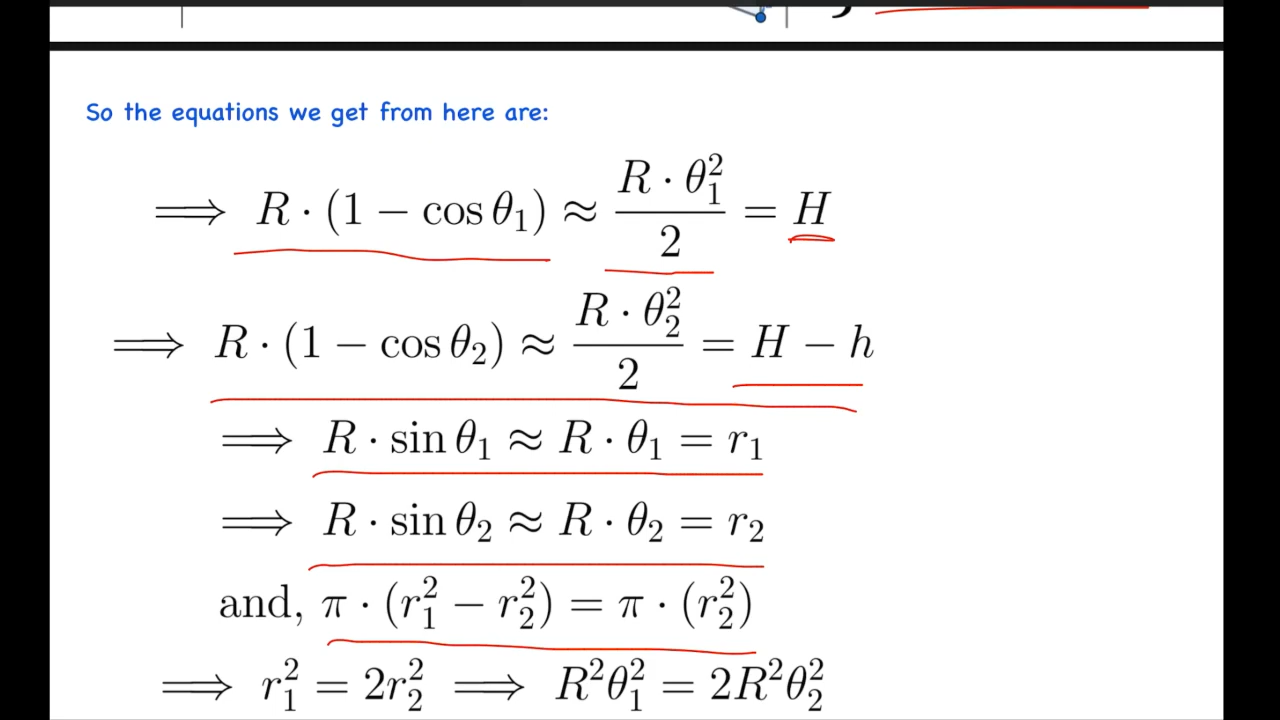 So the equations we get from here are:
⟹ R · (1 − cos θ₁) ≈ R · θ₁² / 2 = H
⟹ R · (1 − cos θ₂) ≈ R · θ₂² / 2 = H − h
⟹ R · sin θ₁ ≈ R · θ₁ = r₁
⟹ R · sin θ₂ ≈ R · θ₂ = r₂
and, π · (r₁² − r₂²) = π · (r₂²)
⟹ r₁² = 2r₂² ⟹ R²θ₁² = 2R²θ₂²